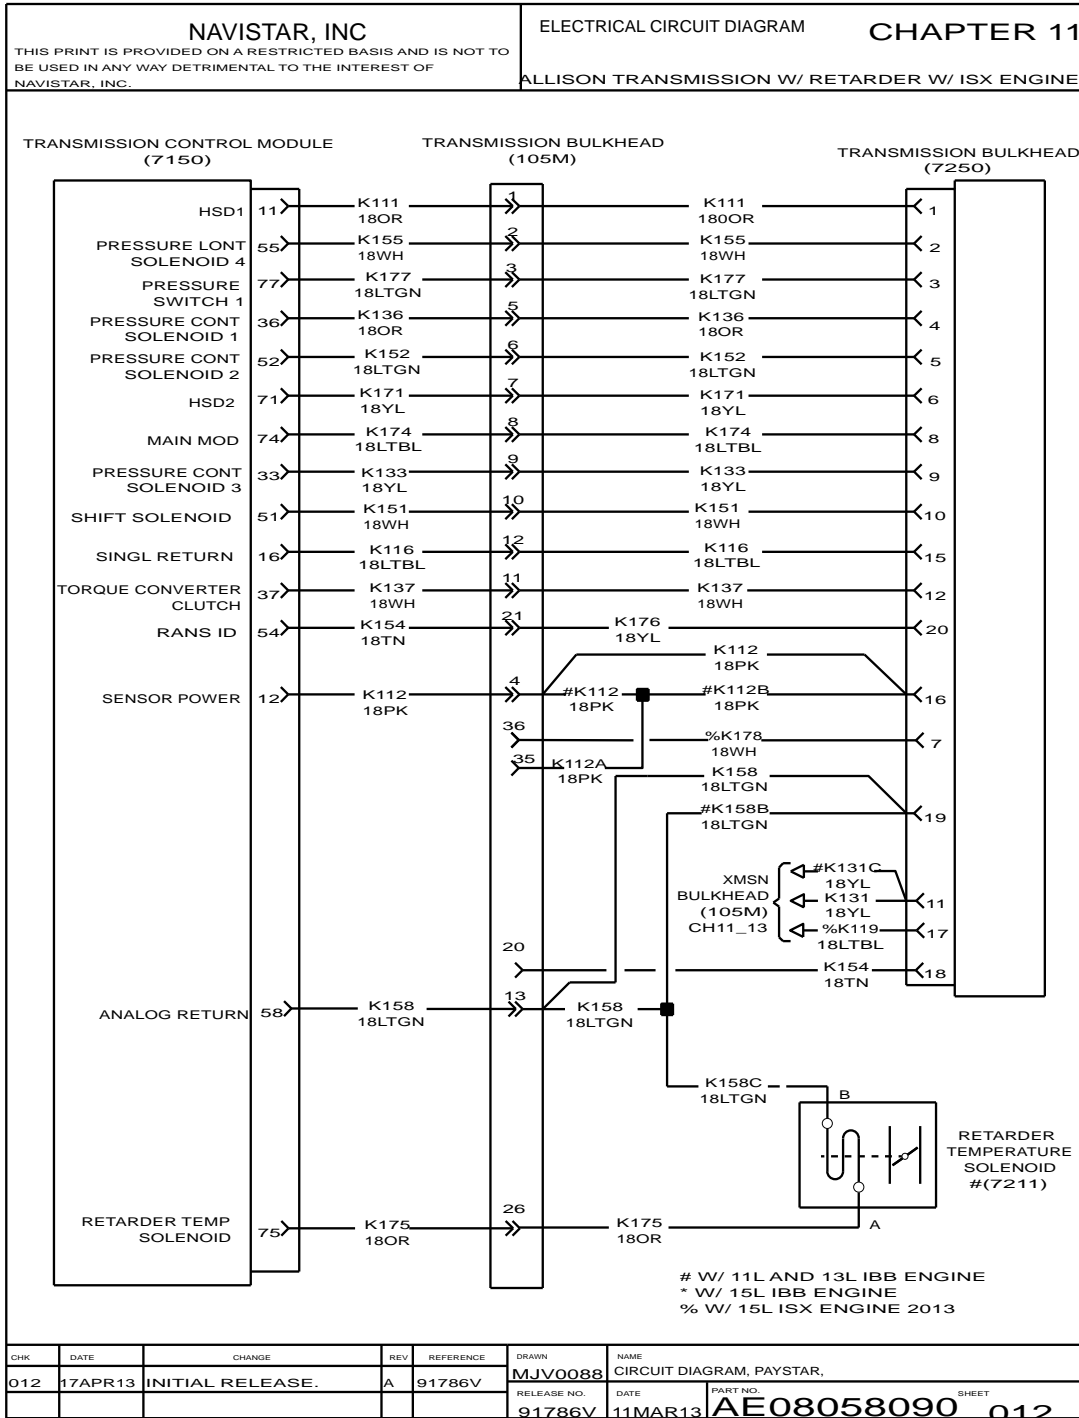 NAVISTAR, INC
THIS PRINT IS PROVIDED ON A RESTRICTED BASIS AND IS NOT TO
BE USED IN ANY WAY DETRIMENTAL TO THE INTEREST OF
NAVISTAR, INC.
ELECTRICAL CIRCUIT DIAGRAM
CHAPTER 11
ALLISON TRANSMISSION W/ RETARDER W/ ISX ENGINE
TRANSMISSION CONTROL MODULE
(7150)
TRANSMISSION BULKHEAD
(105M)
TRANSMISSION BULKHEAD
(7250)
HSD1 11 K111 1 K111 1
18OR 180OR
PRESSURE LONT 55 K155 2 K155 2
SOLENOID 4 18WH 18WH
PRESSURE 77 K177 3 K177 3
SWITCH 1 18LTGN 18LTGN
PRESSURE CONT 36 K136 5 K136 4
SOLENOID 1 18OR 18OR
PRESSURE CONT 52 K152 6 K152 5
SOLENOID 2 18LTGN 18LTGN
HSD2 71 K171 7 K171 6
18YL 18YL
MAIN MOD 74 K174 8 K174 8
18LTBL 18LTBL
PRESSURE CONT 33 K133 9 K133 9
SOLENOID 3 18YL 18YL
SHIFT SOLENOID 51 K151 10 K151 10
18WH 18WH
SINGL RETURN 16 K116 12 K116 15
18LTBL 18LTBL
TORQUE CONVERTER 37 K137 11 K137 12
CLUTCH 18WH 18WH
RANS ID 54 K154 21 K176 20
18TN 18YL
K112
18PK
SENSOR POWER 12 K112 4 #K112 #K112B 16
18PK 18PK 18PK
36 %K178 7
18WH
35 K112A
18PK
K158
18LTGN
#K158B 19
18LTGN
XMSN
BULKHEAD
(105M)
CH11_13
#K131C
18YL
K131 11
18YL
%K119 17
18LTBL
20 K154 18
18TN
ANALOG RETURN 58 K158 13 K158
18LTGN 18LTGN
K158C B
18LTGN
RETARDER
TEMPERATURE
SOLENOID
#(7211)
RETARDER TEMP 75 K175 26 K175 A
SOLENOID 18OR 18OR
# W/ 11L AND 13L IBB ENGINE
* W/ 15L IBB ENGINE
% W/ 15L ISX ENGINE 2013
CHK DATE CHANGE REV REFERENCE
012 17APR13 INITIAL RELEASE. A 91786V
DRAWN NAME
MJV0088 CIRCUIT DIAGRAM, PAYSTAR,
RELEASE NO. DATE PART NO. SHEET
91786V 11MAR13 AE08058090 012